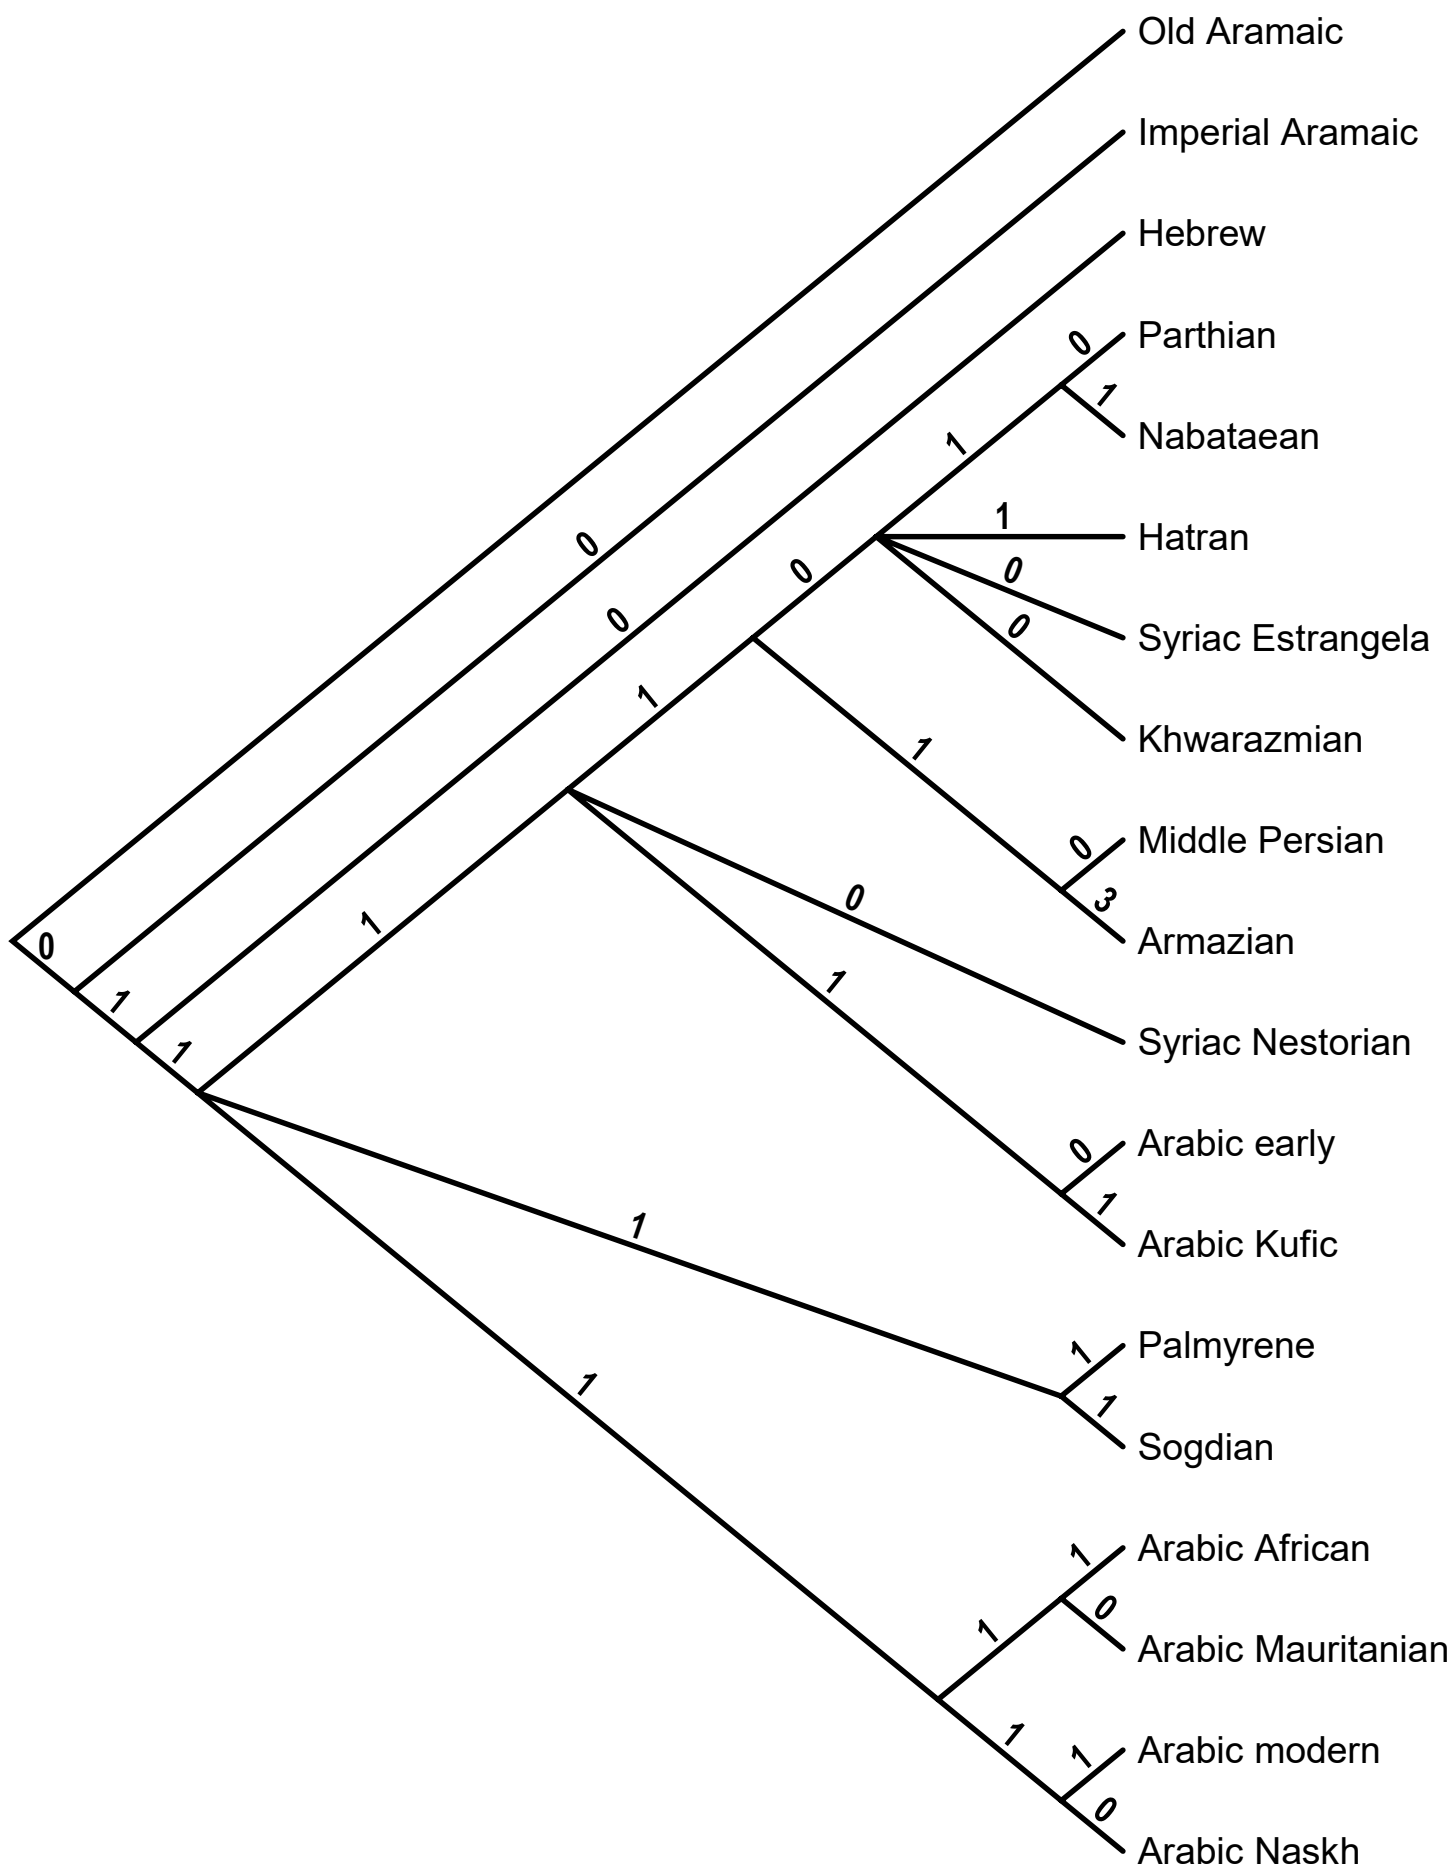 Old Aramaic
Imperial Aramaic
Hebrew
0
Parthian
1
Nabataean
1
1
Hatran
0
0
0
Syriac Estrangela
0
0
1
Khwarazmian
1
0
Middle Persian
3
Armazian
0
1
0
1
1
Syriac Nestorian
1
0
Arabic early
1
Arabic Kufic
1
1
Palmyrene
1
1
Sogdian
1
Arabic African
0
1
Arabic Mauritanian
1
1
Arabic modern
0
Arabic Naskh